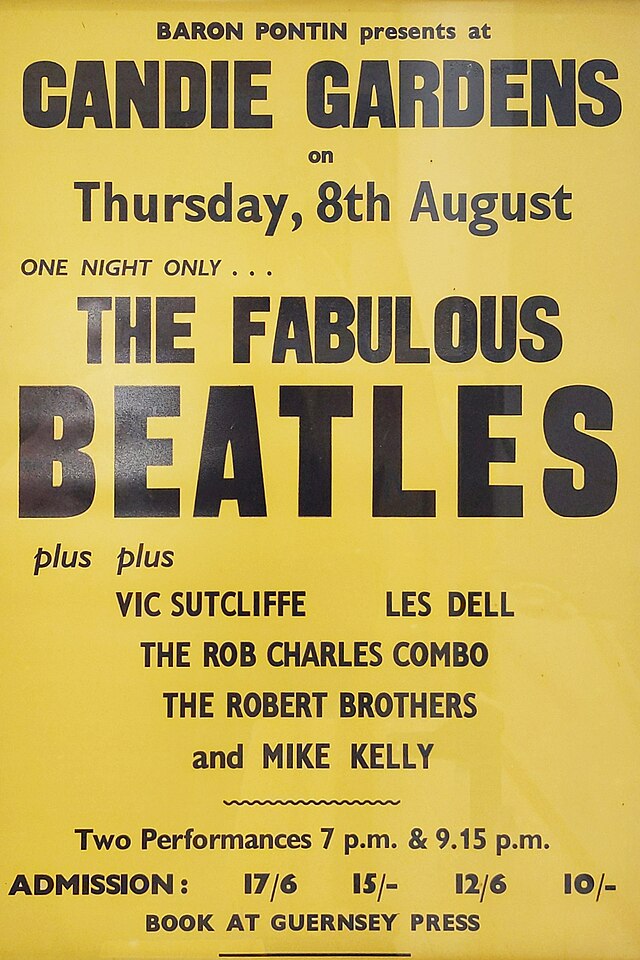 BARON PONTIN presents at
CANDIE GARDENS
on
Thursday, 8th August
ONE NIGHT ONLY . . .
THE FABULOUS
BEATLES
plus plus
VIC SUTCLIFFE LES DELL
THE ROB CHARLES COMBO
THE ROBERT BROTHERS
and MIKE KELLY
Two Performances 7 p.m. & 9.15 p.m.
ADMISSION : 17/6 15/- 12/6 10/-
BOOK AT GUERNSEY PRESS